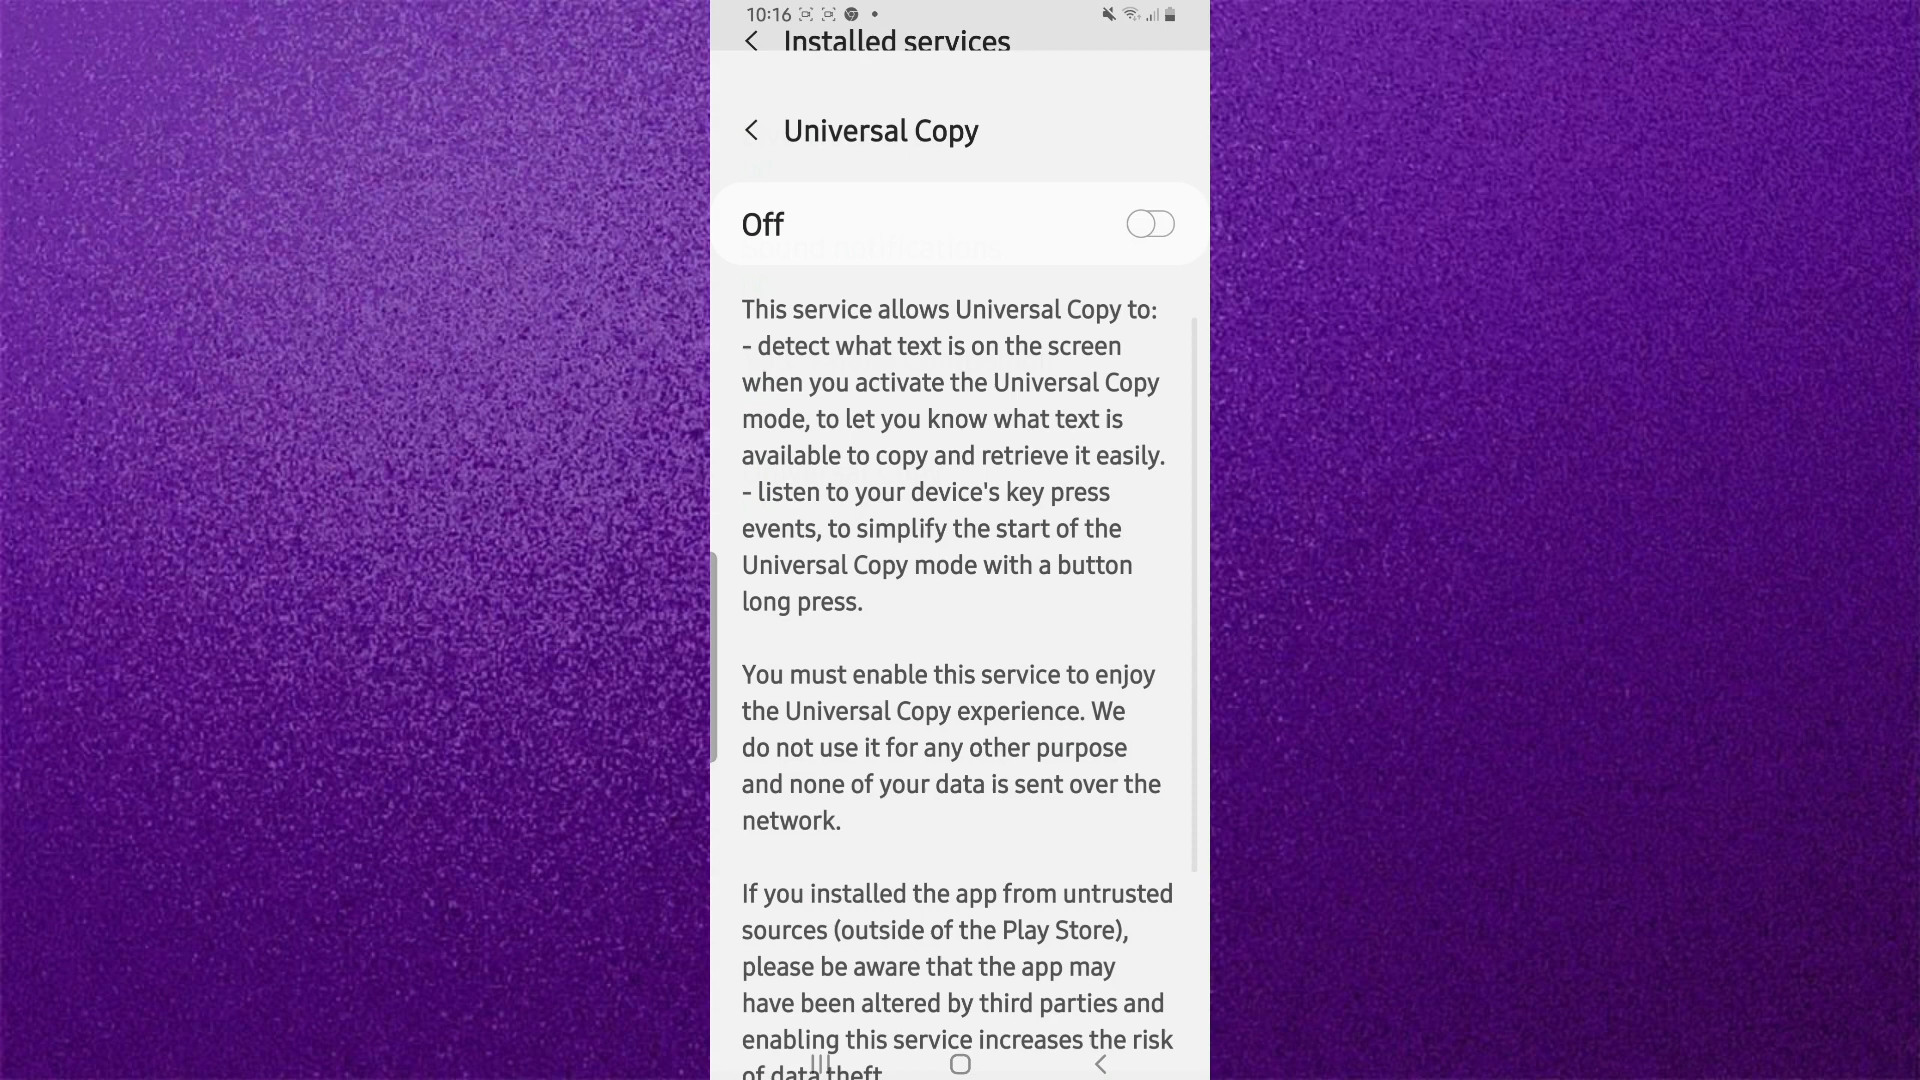 10:16
Installed services
Universal Copy
Off
This service allows Universal Copy to:
- detect what text is on the screen
when you activate the Universal Copy
mode, to let you know what text is
available to copy and retrieve it easily.
- listen to your device's key press
events, to simplify the start of the
Universal Copy mode with a button
long press.
You must enable this service to enjoy
the Universal Copy experience. We
do not use it for any other purpose
and none of your data is sent over the
network.
If you installed the app from untrusted
sources (outside of the Play Store),
please be aware that the app may
have been altered by third parties and
enabling this service increases the risk
of data theft